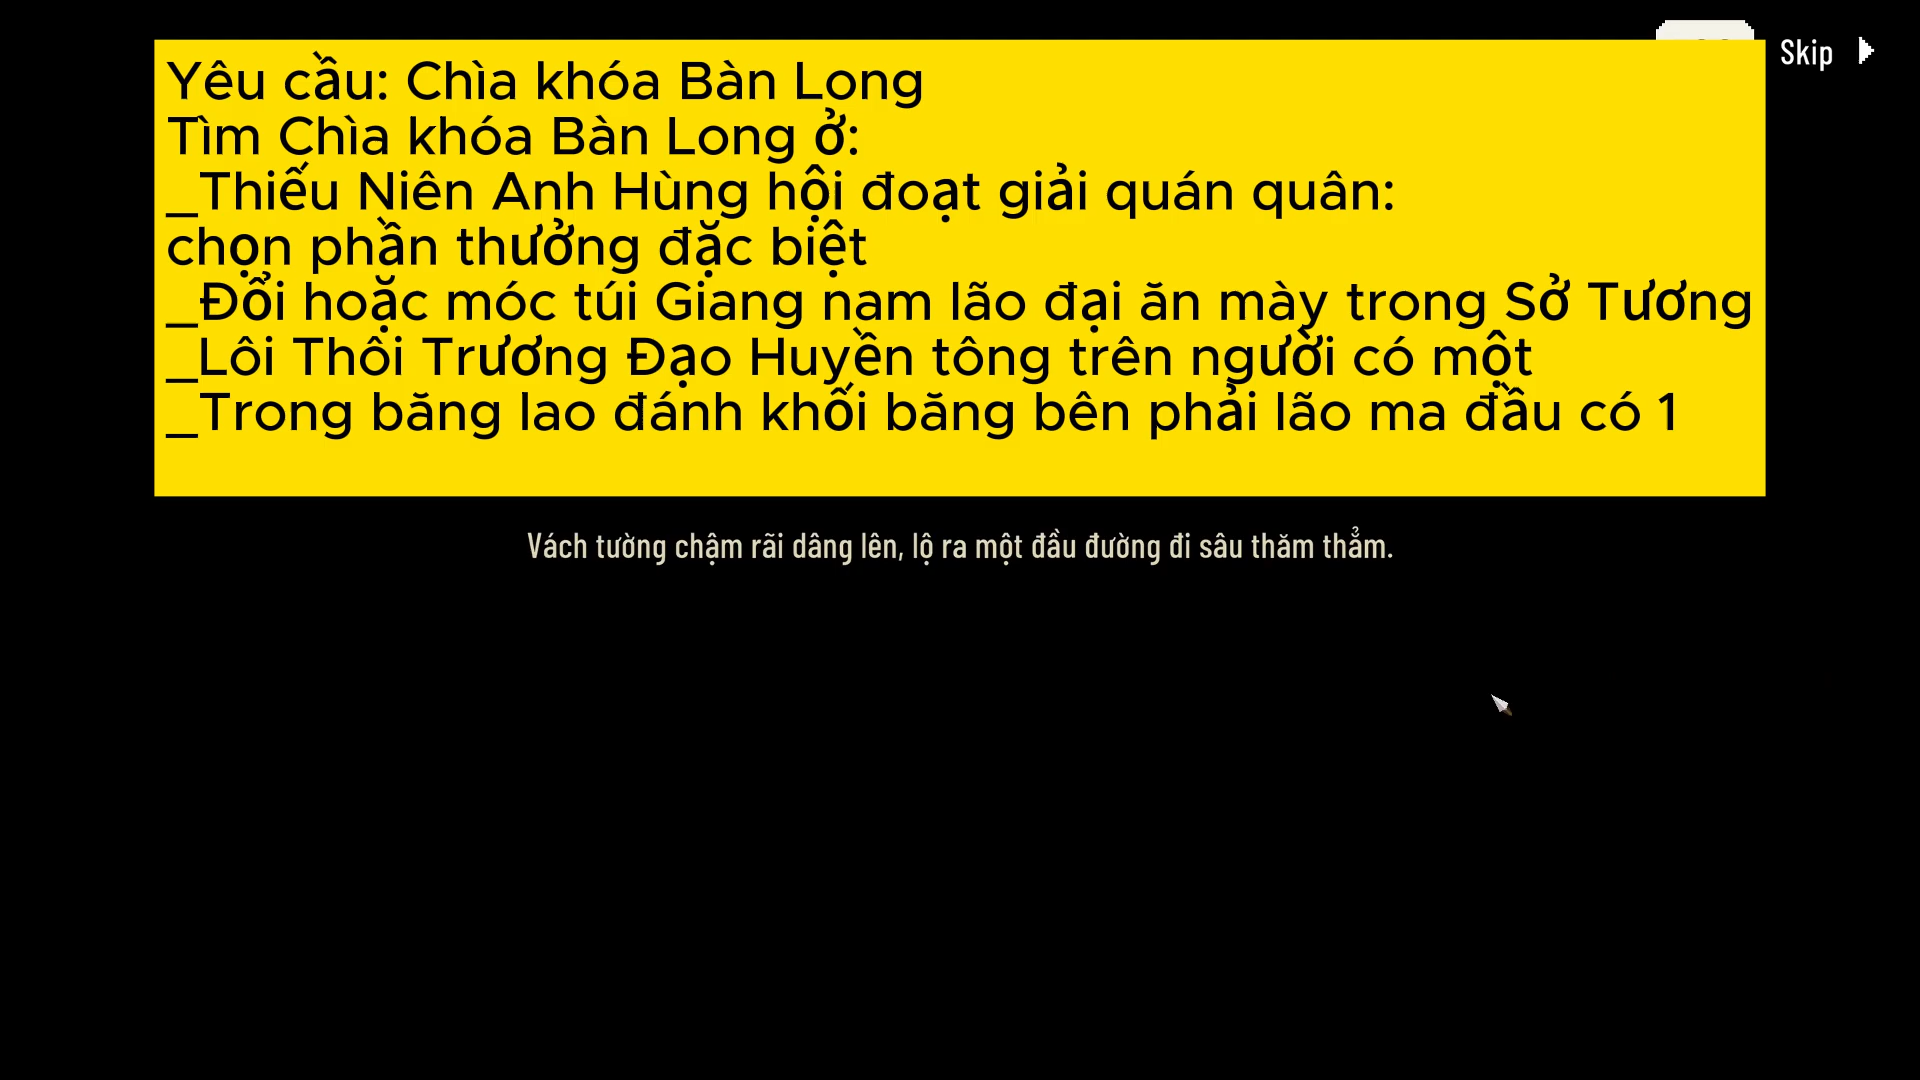 Yêu cầu: Chìa khóa Bàn Long
Skip
Tìm Chìa khóa Bàn Long ở:
_Thiếu Niên Anh Hùng hội đoạt giải quán quân:
chọn phần thưởng đặc biệt
_Đổi hoặc móc túi Giang nam lão đại ăn mày trong Sở Tương
_Lôi Thôi Trương Đạo Huyền tông trên người có một
_Trong băng lao đánh khối băng bên phải lão ma đầu có 1
Vách tường chậm rãi dâng lên, lộ ra một đầu đường đi sâu thăm thẳm.